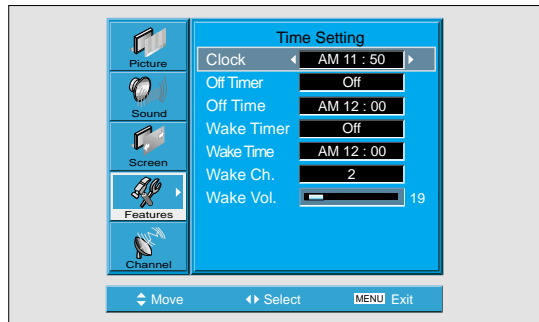 Time Setting
Picture
Sound
Screen
Features
Channel
Clock AM 11 : 50
Off Timer Off
Off Time AM 12 : 00
Wake Timer Off
Wake Time AM 12 : 00
Wake Ch. 2
Wake Vol. 19
Move Select MENU Exit